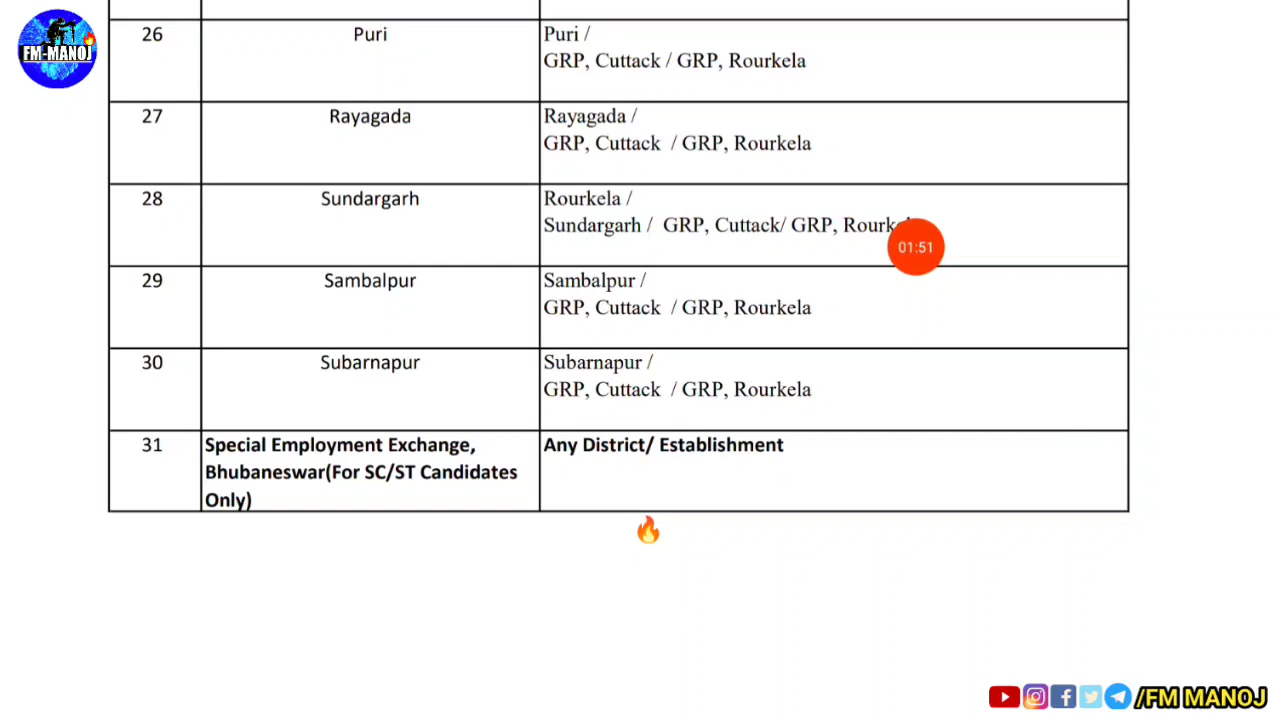 FM-MANOJ
26 Puri Puri /
GRP, Cuttack / GRP, Rourkela
27 Rayagada Rayagada /
GRP, Cuttack / GRP, Rourkela
28 Sundargarh Rourkela /
Sundargarh / GRP, Cuttack/ GRP,
01:51
29 Sambalpur Sambalpur /
GRP, Cuttack / GRP, Rourkela
30 Subarnapur Subarnapur /
GRP, Cuttack / GRP, Rourkela
31 Special Employment Exchange, Any District/ Establishment
Bhubaneswar(For SC/ST Candidates
Only)
/FM MANOJ